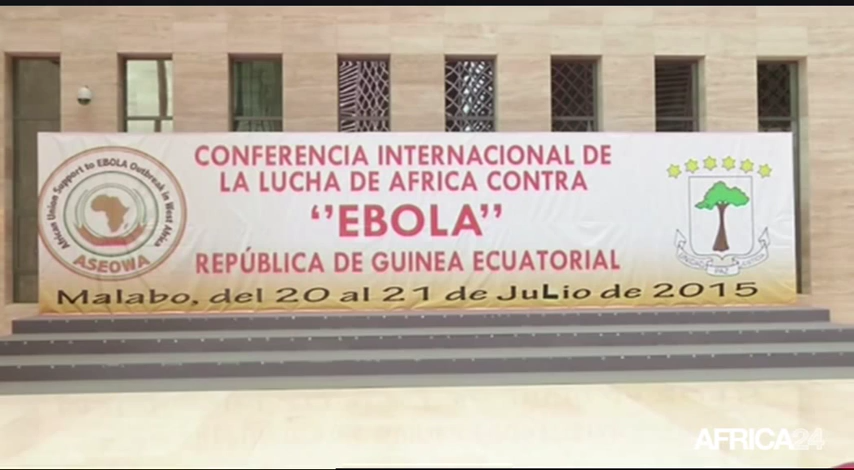 African Union Support to EBOLA Outbreak in West Africa
ASEOWA
CONFERENCIA INTERNACIONAL DE
LA LUCHA DE AFRICA CONTRA
‘’EBOLA’’
REPÚBLICA DE GUINEA ECUATORIAL
UNIDAD PAZ JUSTICIA
Malabo, del 20 al 21 de JuLio de 2015
AFRICA24